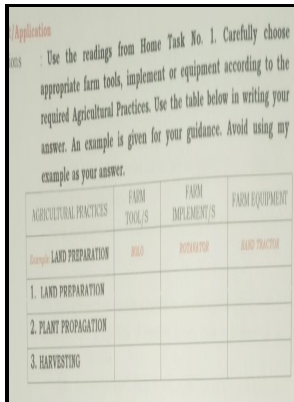 /Application
ons : Use the readings from Home Task No. 1. Carefully choose
appropriate farm tools, implement or equipment according to the
required Agricultural Practices. Use the table below in writing your
answer. An example is given for your guidance. Avoid using my
example as your answer.
AGRICULTURAL PRACTICES FARM TOOL/S FARM IMPLEMENT/S FARM EQUIPMENT
Example LAND PREPARATION BOLO ROTAVATOR HAND TRACTOR
1. LAND PREPARATION
2. PLANT PROPAGATION
3. HARVESTING